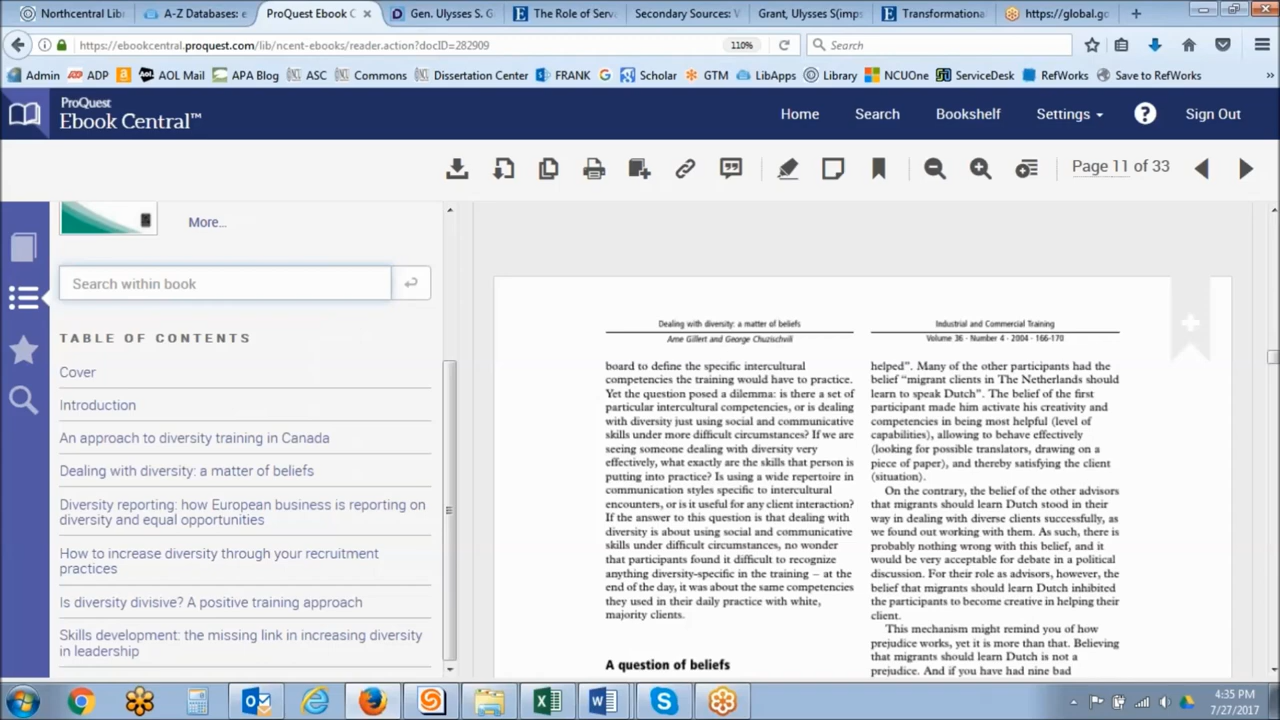 Northcentral Lib
A-Z Databases: e
ProQuest Ebook C
Gen. Ulysses S. G
The Role of Serv
Secondary Sources: W
Grant, Ulysses S(imps
Transformationa
https://global.go
https://ebookcentral.proquest.com/lib/ncent-ebooks/reader.action?docID=282909
110%
Search
Admin ADP AOL Mail APA Blog ASC Commons Dissertation Center FRANK Scholar GTM LibApps Library NCUOne ServiceDesk RefWorks Save to RefWorks
ProQuest
Ebook Central™
Home Search Bookshelf Settings Sign Out
Page 11 of 33
More...
Search within book
TABLE OF CONTENTS
Cover
Introduction
An approach to diversity training in Canada
Dealing with diversity: a matter of beliefs
Diversity reporting: how European business is reporting on
diversity and equal opportunities
How to increase diversity through your recruitment
practices
Is diversity divisive? A positive training approach
Skills development: the missing link in increasing diversity
in leadership
Dealing with diversity: a matter of beliefs
Arne Gillert and George Chuzischvili
board to define the specific intercultural
competencies the training would have to practice.
Yet the question posed a dilemma: is there a set of
particular intercultural competencies, or is dealing
with diversity just using social and communicative
skills under more difficult circumstances? If we are
seeing someone dealing with diversity very
effectively, what exactly are the skills that person is
putting into practice? Is using a wide repertoire in
communication styles specific to intercultural
encounters, or is it useful for any client interaction?
If the answer to this question is that dealing with
diversity is about using social and communicative
skills under difficult circumstances, no wonder
that participants found it difficult to recognize
anything diversity-specific in the training – at the
end of the day, it was about the same competencies
they used in their daily practice with white,
majority clients.
A question of beliefs
Industrial and Commercial Training
Volume 36 · Number 4 · 2004 · 166-170
helped”. Many of the other participants had the
belief “migrant clients in The Netherlands should
learn to speak Dutch”. The belief of the first
participant made him activate his creativity and
competencies in being most helpful (level of
capabilities), allowing to behave effectively
(looking for possible translators, drawing on a
piece of paper), and thereby satisfying the client
(situation).
On the contrary, the belief of the other advisors
that migrants should learn Dutch stood in their
way in dealing with diverse clients successfully, as
we found out working with them. As such, there is
probably nothing wrong with this belief, and it
would be very acceptable for debate in a political
discussion. For their role as advisors, however, the
belief that migrants should learn Dutch inhibited
the participants to become creative in helping their
client.
This mechanism might remind you of how
prejudice works, yet it is more than that. Believing
that migrants should learn Dutch is not a
prejudice. And if you have had nine bad
4:35 PM
7/27/2017